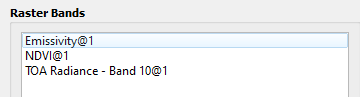 Raster Bands
Emissivity@1
NDVI@1
TOA Radiance - Band 10@1